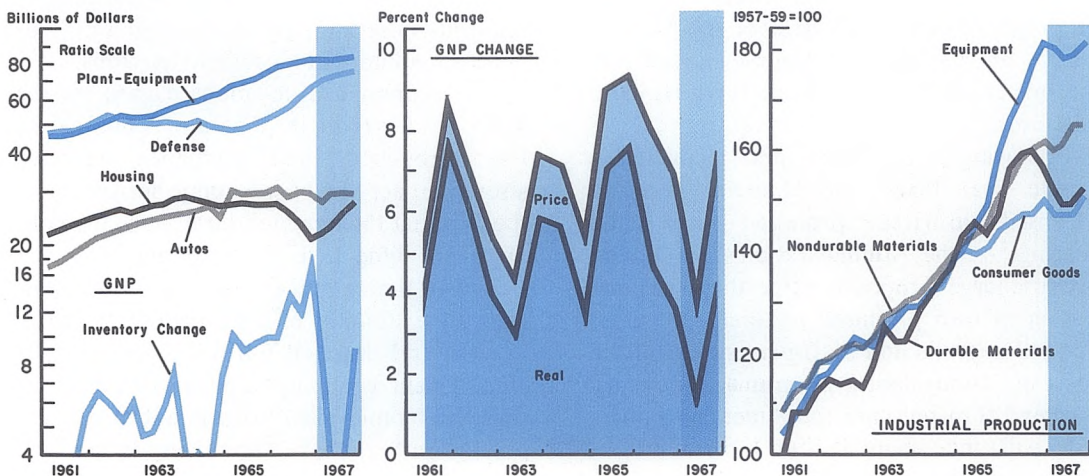 Billions of Dollars
Ratio Scale
Plant-Equipment
Defense
Housing
Autos
GNP
Inventory Change
80
60
40
20
16
12
8
6
4
1961 1963 1965 1967
Percent Change
GNP CHANGE
Price
Real
10
8
6
4
2
0
1961 1963 1965 1967
1957-59=100
Equipment
Nondurable Materials
Consumer Goods
Durable Materials
INDUSTRIAL PRODUCTION
180
160
140
120
100
1961 1963 1965 1967